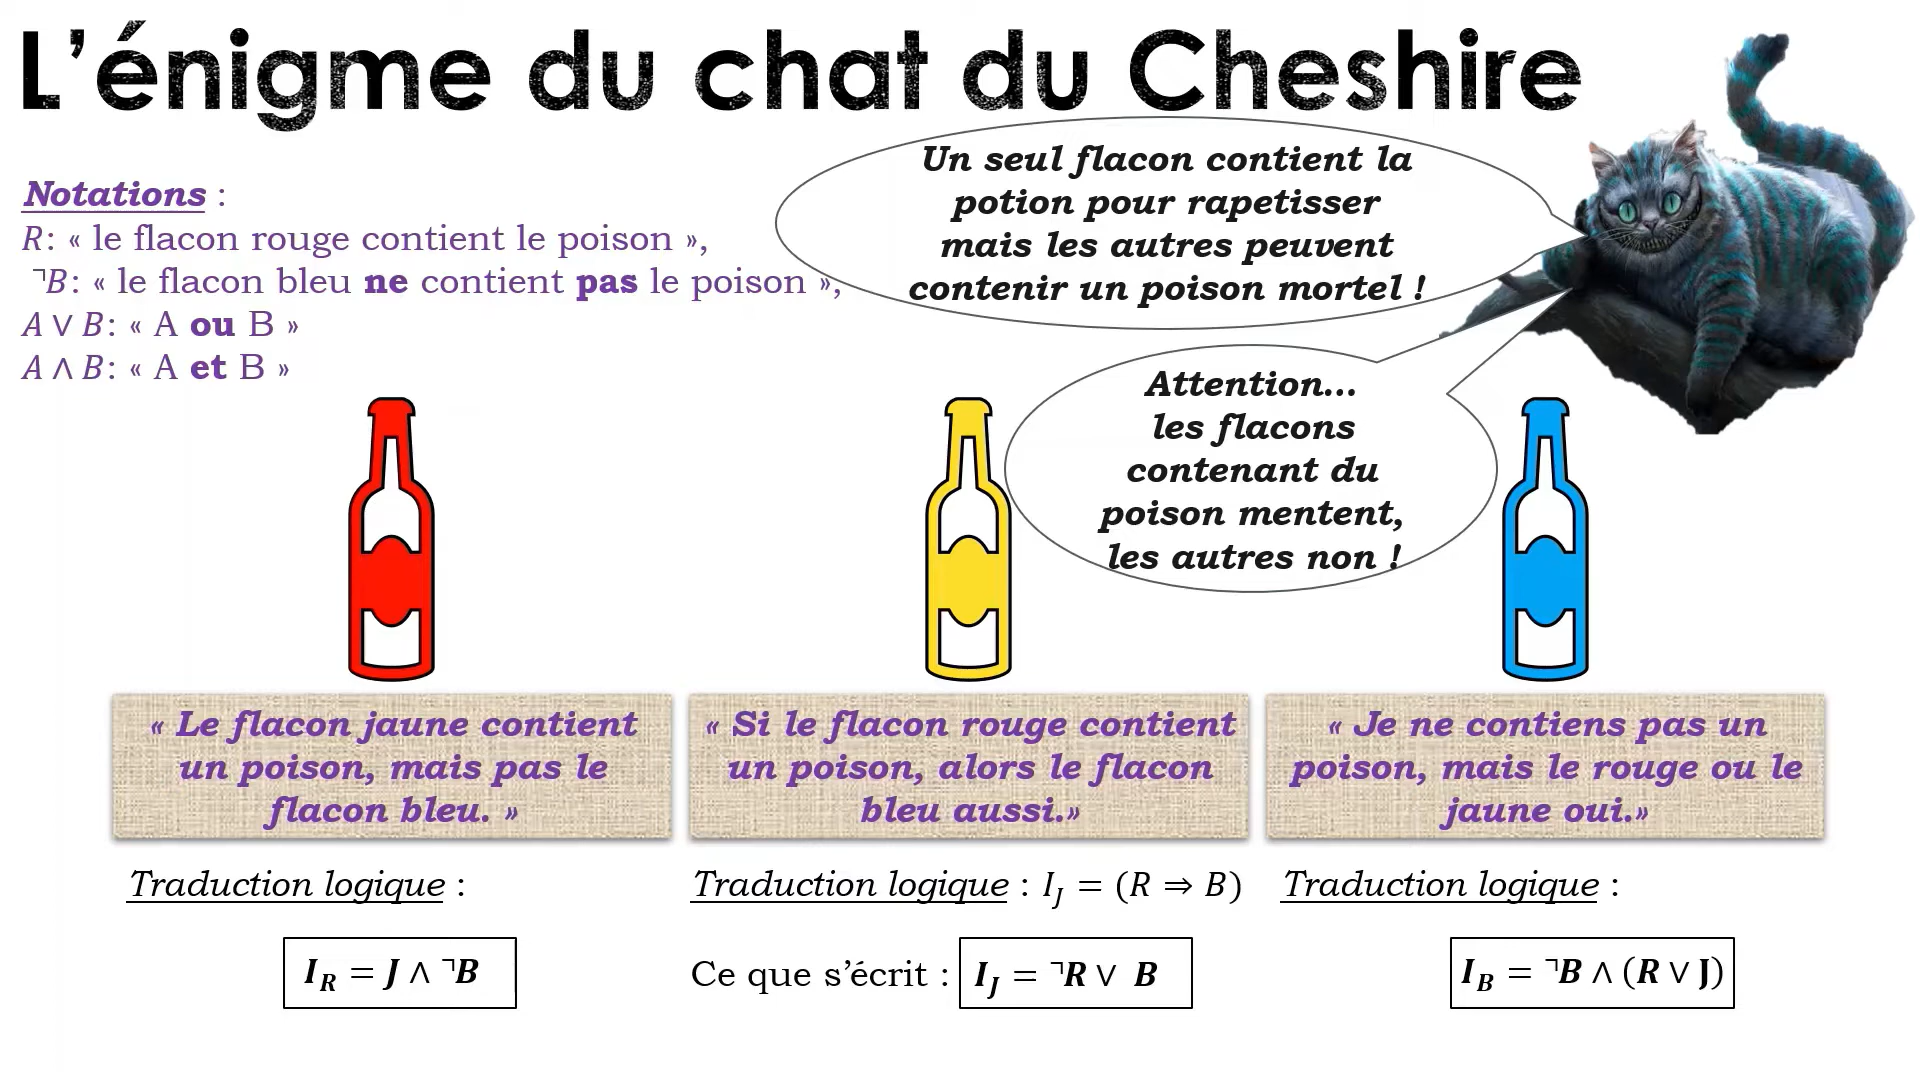 L'énigme du chat du Cheshire
Notations :
R: « le flacon rouge contient le poison »,
¬B: « le flacon bleu ne contient pas le poison »,
A ∨ B: « A ou B »
A ∧ B: « A et B »
Un seul flacon contient la
potion pour rapetisser
mais les autres peuvent
contenir un poison mortel !
Attention...
les flacons
contenant du
poison mentent,
les autres non !
« Le flacon jaune contient
un poison, mais pas le
flacon bleu. »
« Si le flacon rouge contient
un poison, alors le flacon
bleu aussi.»
« Je ne contiens pas un
poison, mais le rouge ou le
jaune oui.»
Traduction logique :
I_R = J ∧ ¬B
Traduction logique : I_J = (R ⇒ B)
Ce que s'écrit : I_J = ¬R ∨ B
Traduction logique :
I_B = ¬B ∧ (R ∨ J)